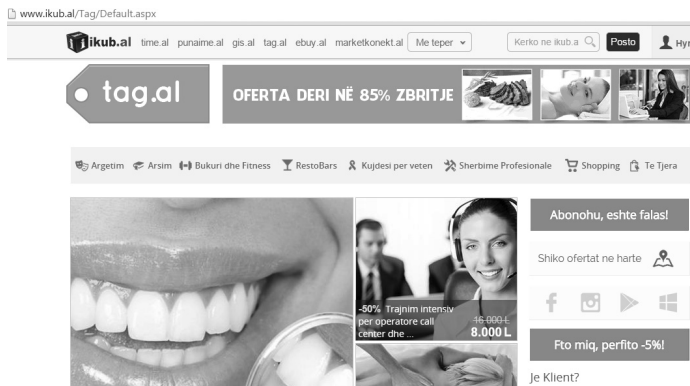 www.ikub.al/Tag/Default.aspx
ikub.al time.al punaime.al gis.al tag.al ebuy.al marketkonekt.al Me teper Kerko ne ikub.a Posto Hyr
tag.al
OFERTA DERI NË 85% ZBRITJE
Argetim Arsim Bukuri dhe Fitness RestoBars Kujdesi per veten Sherbime Profesionale Shopping Te Tjera
Abonohu, eshte falas!
Shiko ofertat ne harte
-50% Trajnim intensiv
per operatore call
center dhe ...
16 000 L
8.000 L
Fto miq, perfito -5%!
Je Klient?